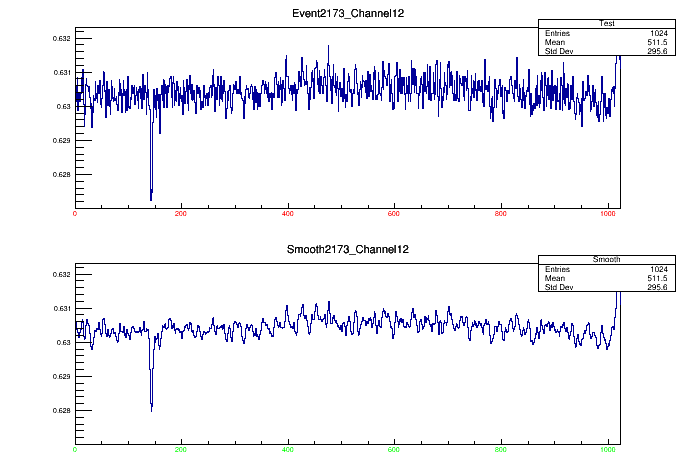 Event2173_Channel12
Test
Entries 1024
Mean 511.5
Std Dev 295.6
0.632
0.631
0.63
0.629
0.628
0 200 400 600 800 1000
Smooth2173_Channel12
Smooth
Entries 1024
Mean 511.5
Std Dev 295.6
0.632
0.631
0.63
0.629
0.628
0 200 400 600 800 1000